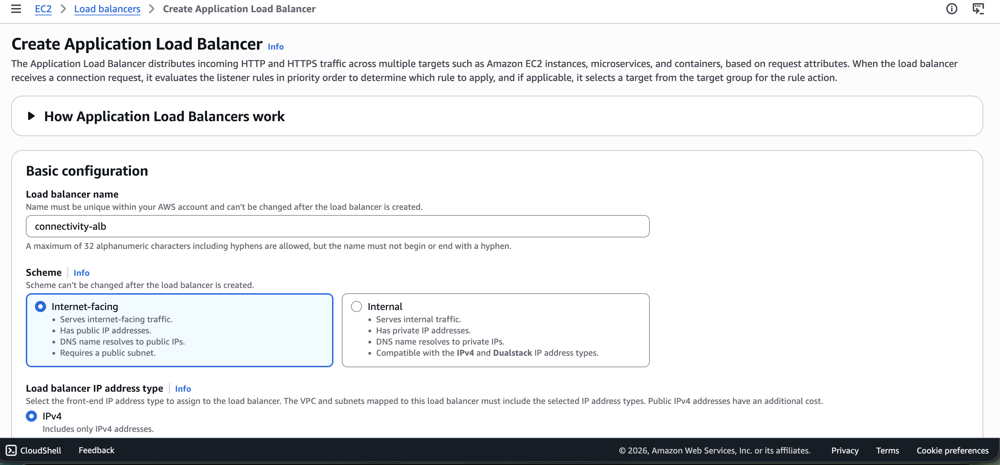 EC2 > Load balancers > Create Application Load Balancer
Create Application Load Balancer Info
The Application Load Balancer distributes incoming HTTP and HTTPS traffic across multiple targets such as Amazon EC2 instances, microservices, and containers, based on request attributes. When the load balancer
receives a connection request, it evaluates the listener rules in priority order to determine which rule to apply, and if applicable, it selects a target from the target group for the rule action.
How Application Load Balancers work
Basic configuration
Load balancer name
Name must be unique within your AWS account and can't be changed after the load balancer is created.
connectivity-alb
A maximum of 32 alphanumeric characters including hyphens are allowed, but the name must not begin or end with a hyphen.
Scheme Info
Scheme can't be changed after the load balancer is created.
Internet-facing
• Serves internet-facing traffic.
• Has public IP addresses.
• DNS name resolves to public IPs.
• Requires a public subnet.
Internal
• Serves internal traffic.
• Has private IP addresses.
• DNS name resolves to private IPs.
• Compatible with the IPv4 and Dualstack IP address types.
Load balancer IP address type Info
Select the front-end IP address type to assign to the load balancer. The VPC and subnets mapped to this load balancer must include the selected IP address types. Public IPv4 addresses have an additional cost.
IPv4
Includes only IPv4 addresses.
CloudShell Feedback © 2026, Amazon Web Services, Inc. or its affiliates. Privacy Terms Cookie preferences